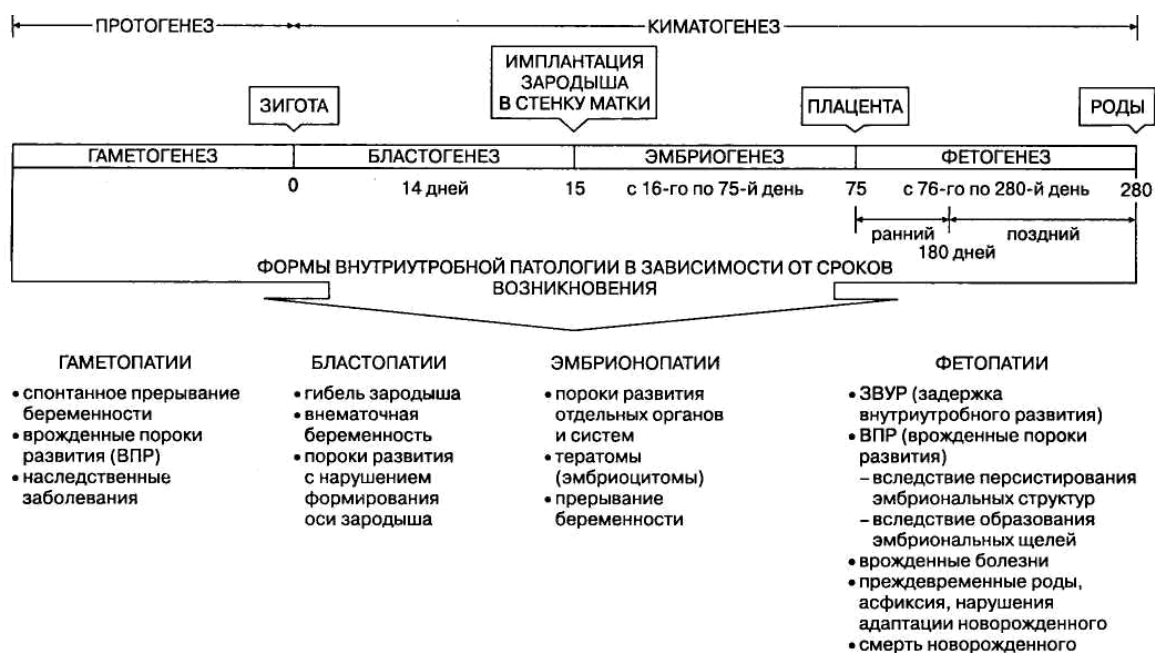 ПРОТОГЕНЕЗ
КИМАТОГЕНЕЗ
ЗИГОТА
ИМПЛАНТАЦИЯ
ЗАРОДЫША
В СТЕНКУ МАТКИ
ПЛАЦЕНТА
РОДЫ
ГАМЕТОГЕНЕЗ
БЛАСТОГЕНЕЗ
ЭМБРИОГЕНЕЗ
ФЕТОГЕНЕЗ
0
14 дней
15
с 16-го по 75-й день
75
с 76-го по 280-й день
280
ранний
поздний
180 дней
ФОРМЫ ВНУТРИУТРОБНОЙ ПАТОЛОГИИ В ЗАВИСИМОСТИ ОТ СРОКОВ
ВОЗНИКНОВЕНИЯ
ГАМЕТОПАТИИ
• спонтанное прерывание
беременности
• врожденные пороки
развития (ВПР)
• наследственные
заболевания
БЛАСТОПАТИИ
• гибель зародыша
• внематочная
беременность
• пороки развития
с нарушением
формирования
оси зародыша
ЭМБРИОНОПАТИИ
• пороки развития
отдельных органов
и систем
• тератомы
(эмбриоцитомы)
• прерывание
беременности
ФЕТОПАТИИ
• ЗВУР (задержка
внутриутробного развития)
• ВПР (врожденные пороки
развития)
– вследствие персистирования
эмбриональных структур
– вследствие образования
эмбриональных щелей
• врожденные болезни
• преждевременные роды,
асфиксия, нарушения
адаптации новорожденного
• смерть новорожденного